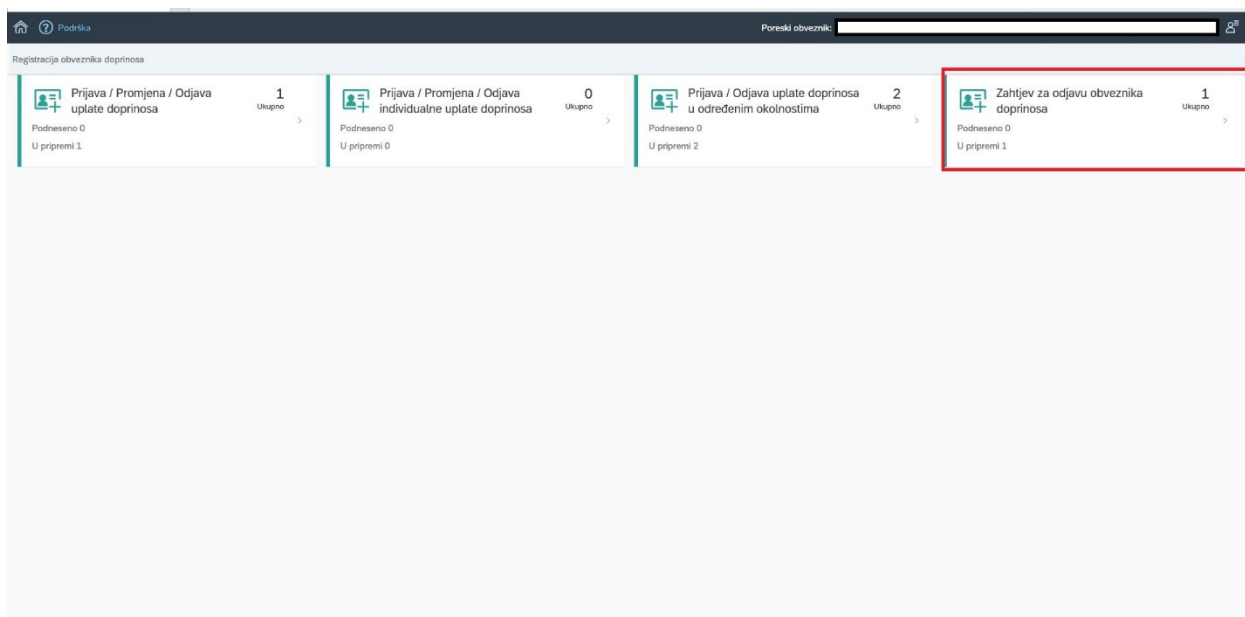 Podrška
Poreski obveznik:
Registracija obveznika doprinosa
Prijava / Promjena / Odjava
uplate doprinosa
1
Ukupno
Podneseno 0
U pripremi 1
Prijava / Promjena / Odjava
individualne uplate doprinosa
0
Ukupno
Podneseno 0
U pripremi 0
Prijava / Odjava uplate doprinosa
u određenim okolnostima
2
Ukupno
Podneseno 0
U pripremi 2
Zahtjev za odjavu obveznika
doprinosa
1
Ukupno
Podneseno 0
U pripremi 1